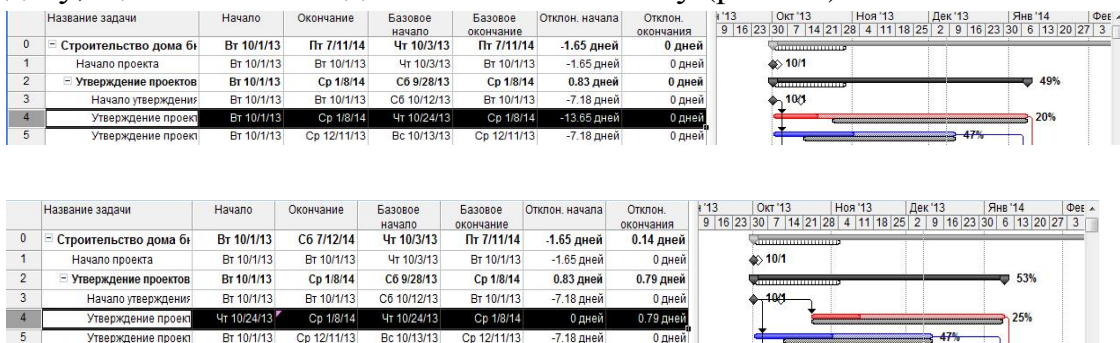 Название задачи Начало Окончание Базовое начало Базовое окончание Отклон. начала Отклон. окончания '13 Окт '13 Ноя '13 Дек '13 Янв '14 Фев
9 16 23 30 7 14 21 28 4 11 18 25 2 9 16 23 30 6 13 20 27 3
0 Строительство дома бн Вт 10/1/13 Пт 7/11/14 Чт 10/3/13 Пт 7/11/14 -1.65 дней 0 дней
1 Начало проекта Вт 10/1/13 Вт 10/1/13 Чт 10/3/13 Вт 10/1/13 -1.65 дней 0 дней 10/1
2 Утверждение проектов Вт 10/1/13 Ср 1/8/14 Сб 9/28/13 Ср 1/8/14 0.83 дней 0 дней 49%
3 Начало утверждения Вт 10/1/13 Вт 10/1/13 Сб 10/12/13 Вт 10/1/13 -7.18 дней 0 дней 10/1
4 Утверждение проект Вт 10/1/13 Ср 1/8/14 Чт 10/24/13 Ср 1/8/14 -13.65 дней 0 дней 20%
5 Утверждение проект Вт 10/1/13 Ср 12/11/13 Вс 10/13/13 Ср 12/11/13 -7.18 дней 0 дней 47%
Название задачи Начало Окончание Базовое начало Базовое окончание Отклон. начала Отклон. окончания '13 Окт '13 Ноя '13 Дек '13 Янв '14 Фев
9 16 23 30 7 14 21 28 4 11 18 25 2 9 16 23 30 6 13 20 27 3
0 Строительство дома бн Вт 10/1/13 Сб 7/12/14 Чт 10/3/13 Пт 7/11/14 -1.65 дней 0.14 дней
1 Начало проекта Вт 10/1/13 Вт 10/1/13 Чт 10/3/13 Вт 10/1/13 -1.65 дней 0 дней 10/1
2 Утверждение проектов Вт 10/1/13 Ср 1/8/14 Сб 9/28/13 Ср 1/8/14 0.83 дней 0.79 дней 53%
3 Начало утверждения Вт 10/1/13 Вт 10/1/13 Сб 10/12/13 Вт 10/1/13 -7.18 дней 0 дней 10/1
4 Утверждение проект Чт 10/24/13 Ср 1/8/14 Чт 10/24/13 Ср 1/8/14 0 дней 0.79 дней 25%
5 Утверждение проект Вт 10/1/13 Ср 12/11/13 Вс 10/13/13 Ср 12/11/13 -7.18 дней 0 дней 47%